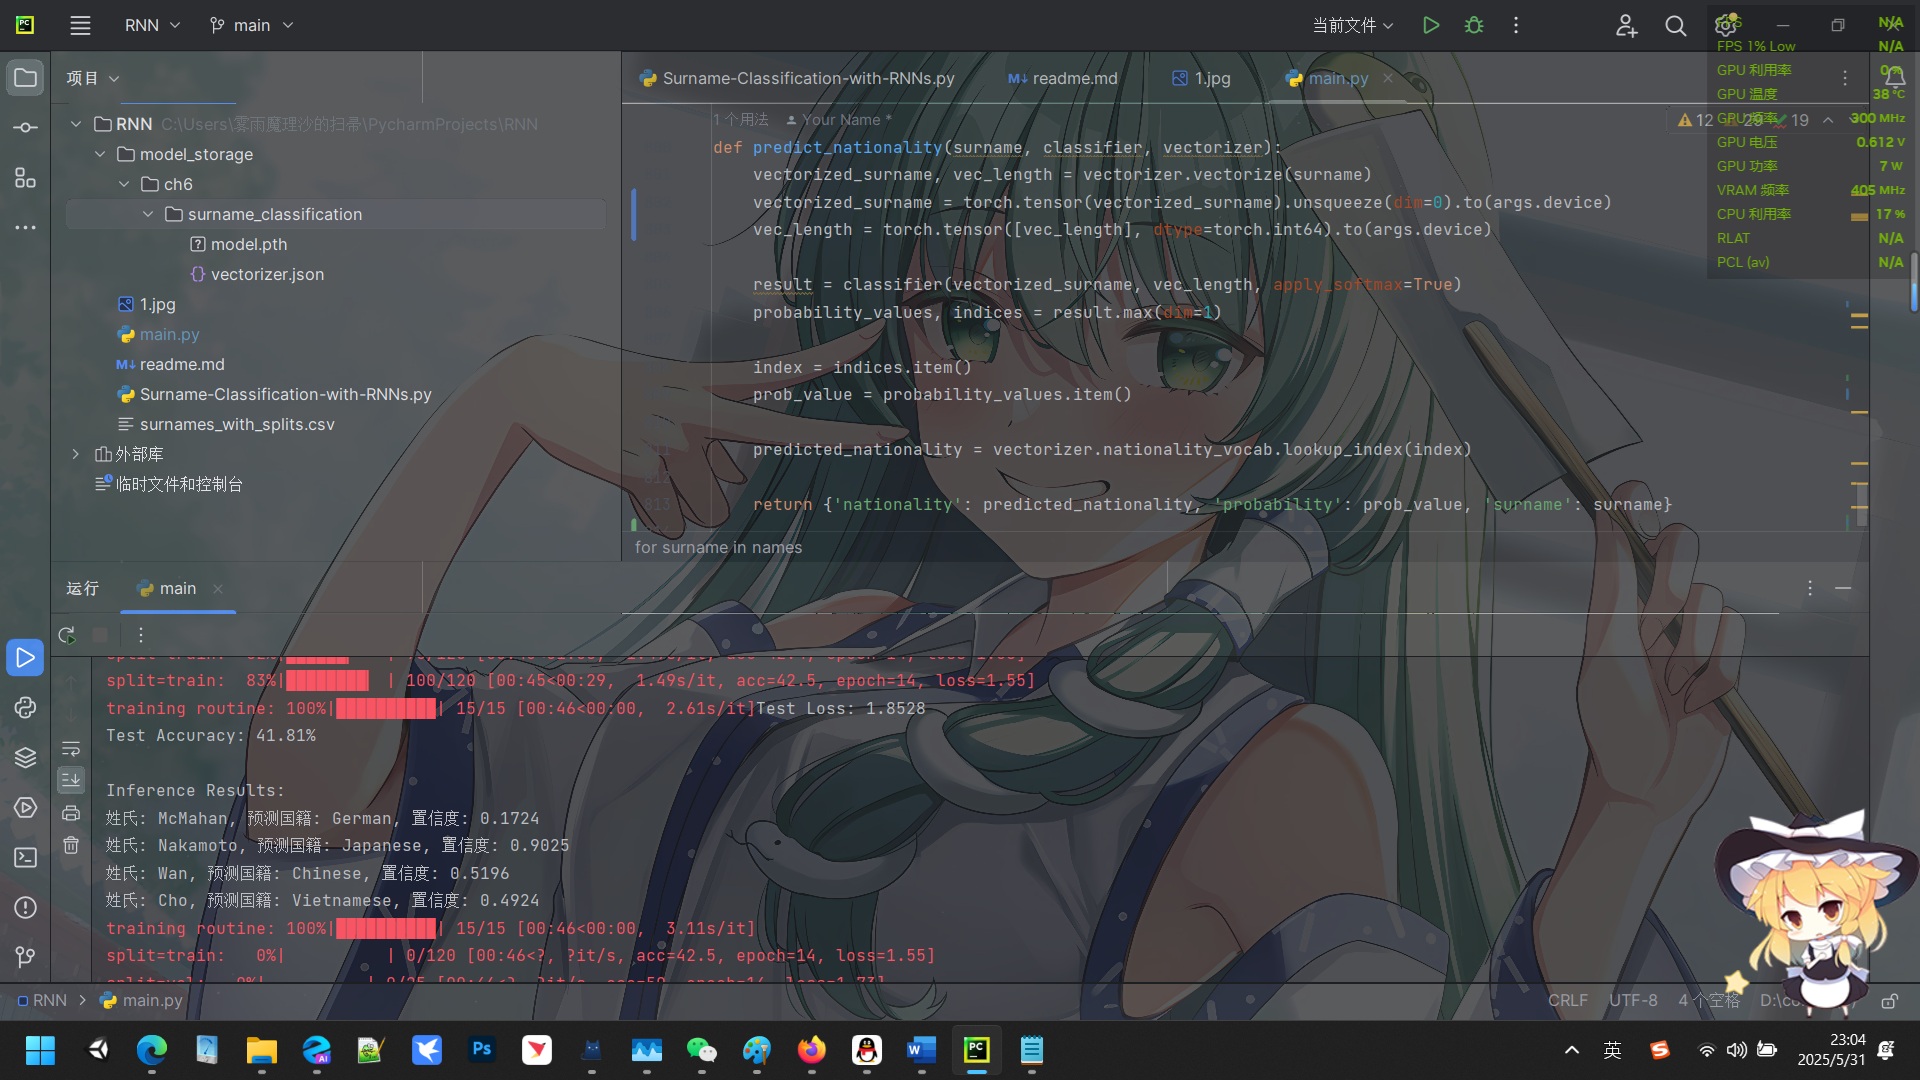 RNN
main
当前文件
项目
Surname-Classification-with-RNNs.py
readme.md
1.jpg
main.py
RNN C:\Users\雾雨魔理沙的扫帚\PycharmProjects\RNN
model_storage
ch6
surname_classification
model.pth
vectorizer.json
1.jpg
main.py
readme.md
Surname-Classification-with-RNNs.py
surnames_with_splits.csv
外部库
临时文件和控制台
1 个用法 Your Name *
12 19
def predict_nationality(surname, classifier, vectorizer):
vectorized_surname, vec_length = vectorizer.vectorize(surname)
vectorized_surname = torch.tensor(vectorized_surname).unsqueeze(dim=0).to(args.device)
vec_length = torch.tensor([vec_length], dtype=torch.int64).to(args.device)
result = classifier(vectorized_surname, vec_length, apply_softmax=True)
probability_values, indices = result.max(dim=1)
index = indices.item()
prob_value = probability_values.item()
predicted_nationality = vectorizer.nationality_vocab.lookup_index(index)
813 return {'nationality': predicted_nationality, 'probability': prob_value, 'surname': surname}
for surname in names
FPS N/A
FPS 1% Low N/A
GPU 利用率
GPU 温度 38 °C
GPU 频率 300 MHz
GPU 电压 0.612 V
GPU 功率 7 W
VRAM 频率 405 MHz
CPU 利用率 17 %
RLAT N/A
PCL (av) N/A
运行
main
split=train: 83%| | 100/120 [00:45<00:29, 1.49s/it, acc=42.5, epoch=14, loss=1.55]
training routine: 100%| | 15/15 [00:46<00:00, 2.61s/it]Test Loss: 1.8528
Test Accuracy: 41.81%
Inference Results:
姓氏: McMahan, 预测国籍: German, 置信度: 0.1724
姓氏: Nakamoto, 预测国籍: Japanese, 置信度: 0.9025
姓氏: Wan, 预测国籍: Chinese, 置信度: 0.5196
姓氏: Cho, 预测国籍: Vietnamese, 置信度: 0.4924
training routine: 100%| | 15/15 [00:46<00:00, 3.11s/it]
split=train: 0%| | 0/120 [00:46<?, ?it/s, acc=42.5, epoch=14, loss=1.55]
RNN
main.py
CRLF
UTF-8
4 个空格
英
23:04
2025/5/31